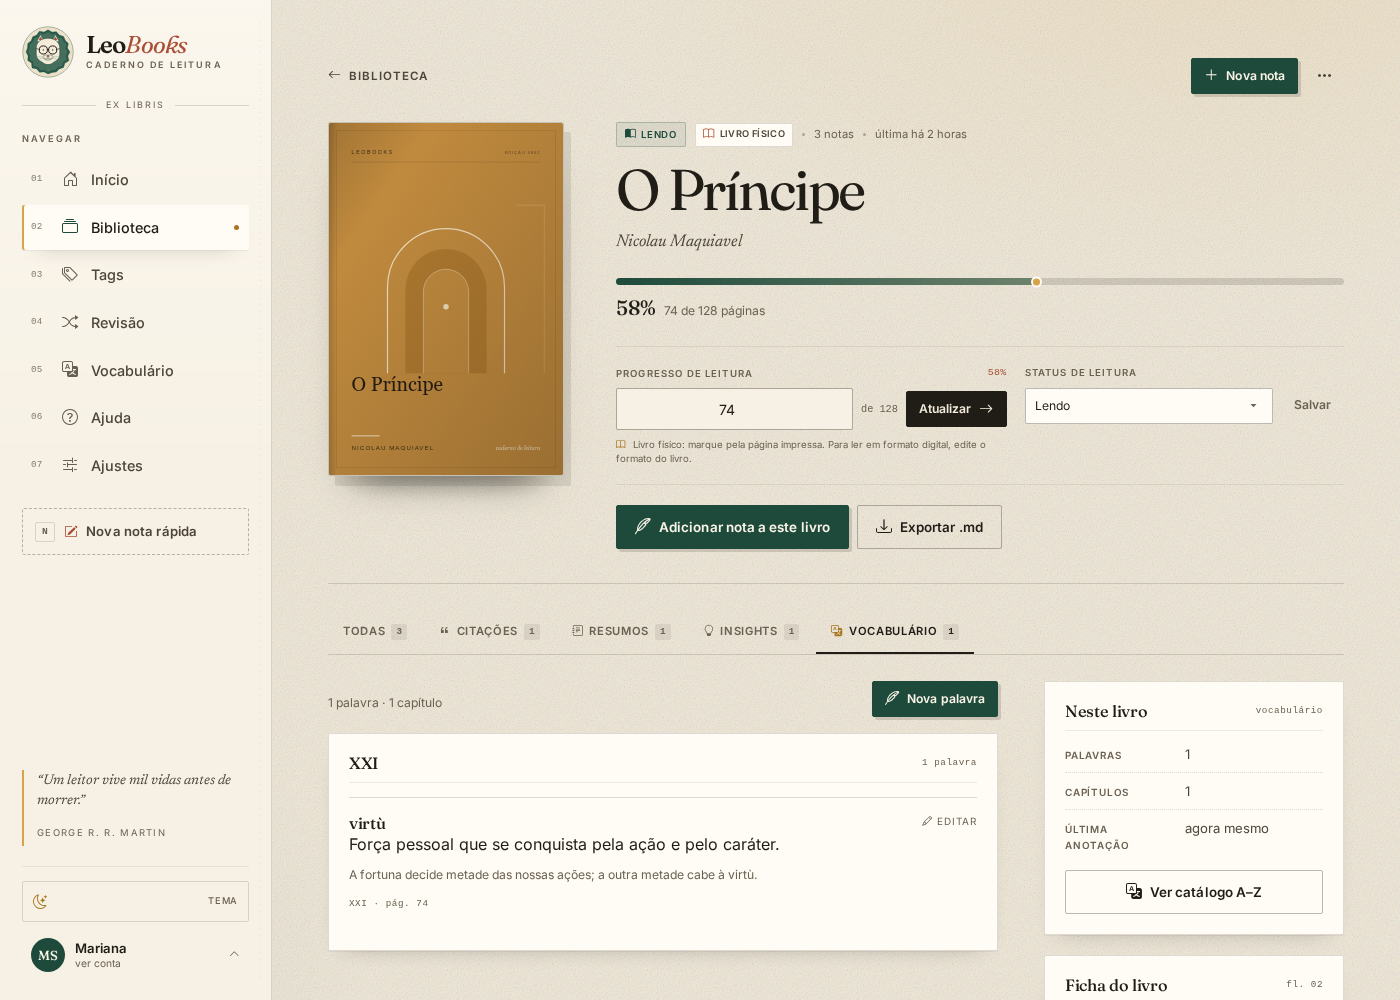 LeoBooks
CADERNO DE LEITURA
EX LIBRIS
NAVEGAR
01 Início
02 Biblioteca
03 Tags
04 Revisão
05 Vocabulário
06 Ajuda
07 Ajustes
N Nova nota rápida
“Um leitor vive mil vidas antes de
morrer.”
GEORGE R. R. MARTIN
TEMA
MS Mariana
ver conta
BIBLIOTECA
Nova nota
LEOBOOKS
O Príncipe
NICOLAU MAQUIAVEL
caderno de leitura
LENDO LIVRO FÍSICO • 3 notas • última há 2 horas
O Príncipe
Nicolau Maquiavel
58% 74 de 128 páginas
PROGRESSO DE LEITURA 58%
74 de 128 Atualizar
Livro físico: marque pela página impressa. Para ler em formato digital, edite o
formato do livro.
STATUS DE LEITURA
Lendo Salvar
Adicionar nota a este livro Exportar .md
TODAS 3 CITAÇÕES 1 RESUMOS 1 INSIGHTS 1 VOCABULÁRIO 1
1 palavra · 1 capítulo
Nova palavra
XXI 1 palavra
virtù EDITAR
Força pessoal que se conquista pela ação e pelo caráter.
A fortuna decide metade das nossas ações; a outra metade cabe à virtù.
XXI · pág. 74
Neste livro vocabulário
PALAVRAS 1
CAPÍTULOS 1
ÚLTIMA
ANOTAÇÃO agora mesmo
Ver catálogo A–Z
Ficha do livro fl. 02